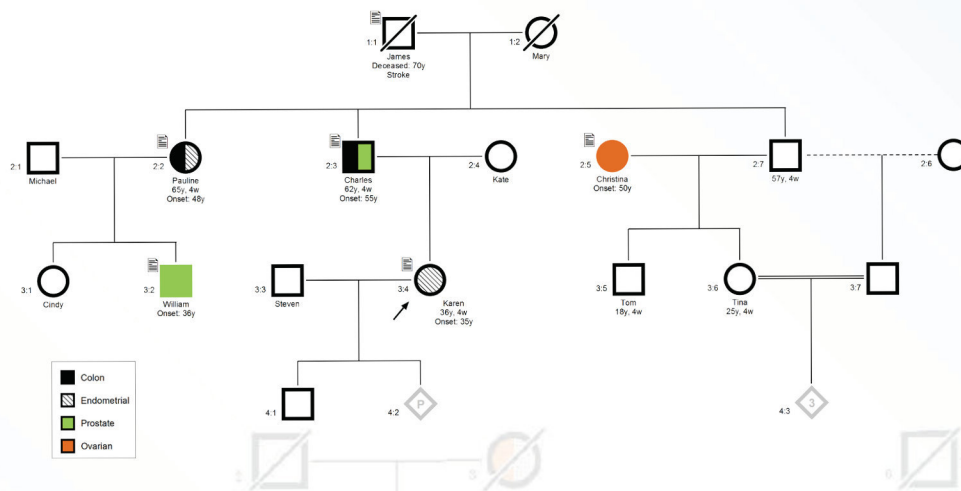 1:1
James
Deceased: 70y
Stroke
1:2
Mary
2:1
Michael
2:2
Pauline
65y, 4w
Onset: 48y
2:3
Charles
62y, 4w
Onset: 55y
2:4
Kate
2:5
Christina
Onset: 50y
2:7
57y, 4w
2:6
3:1
Cindy
3:2
William
Onset: 36y
3:3
Steven
3:4
Karen
36y, 4w
Onset: 35y
3:5
Tom
18y, 4w
3:6
Tina
25y, 4w
3:7
4:1
4:2
P
4:3
3
Colon
Endometrial
Prostate
Ovarian